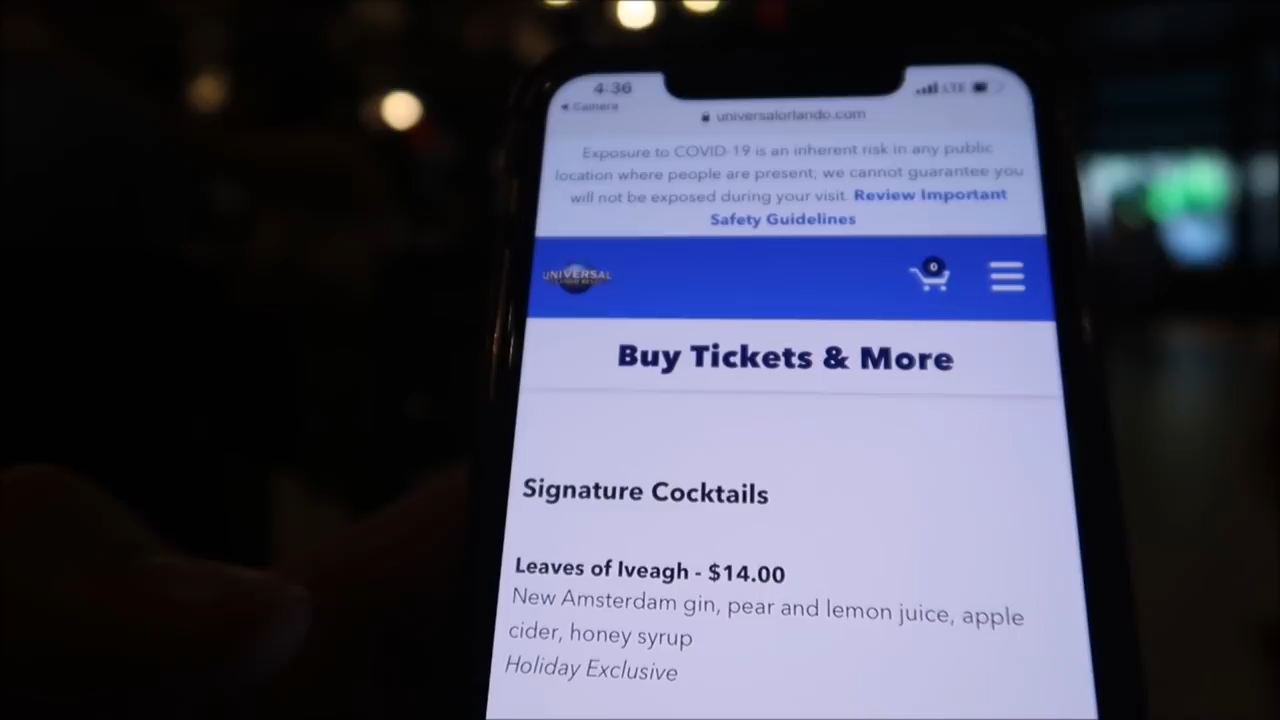 4:36
LTE
◀ Camera
universalorlando.com
Exposure to COVID-19 is an inherent risk in any public
location where people are present; we cannot guarantee you
will not be exposed during your visit. Review Important
Safety Guidelines
UNIVERSAL
0
Buy Tickets & More
Signature Cocktails
Leaves of Iveagh - $14.00
New Amsterdam gin, pear and lemon juice, apple
cider, honey syrup
Holiday Exclusive